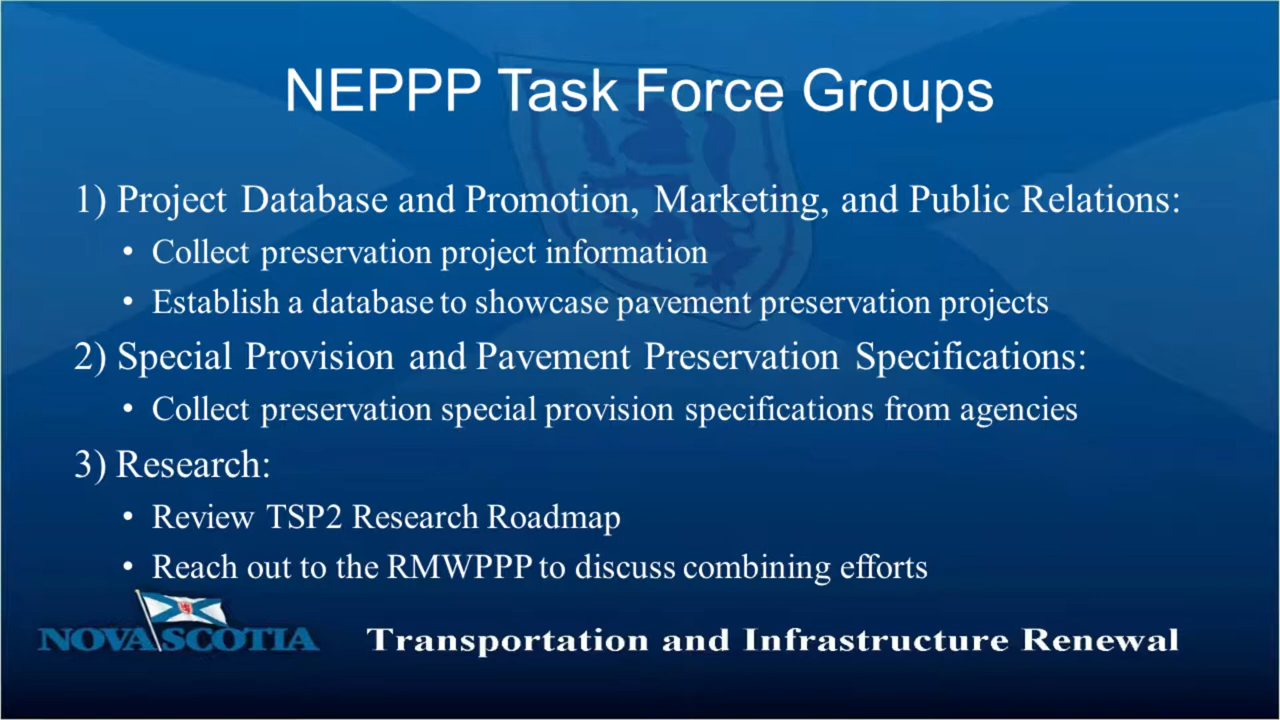 NEPPP Task Force Groups
1) Project Database and Promotion, Marketing, and Public Relations:
• Collect preservation project information
• Establish a database to showcase pavement preservation projects
2) Special Provision and Pavement Preservation Specifications:
• Collect preservation special provision specifications from agencies
3) Research:
• Review TSP2 Research Roadmap
• Reach out to the RMWPPP to discuss combining efforts
NOVA SCOTIA
Transportation and Infrastructure Renewal